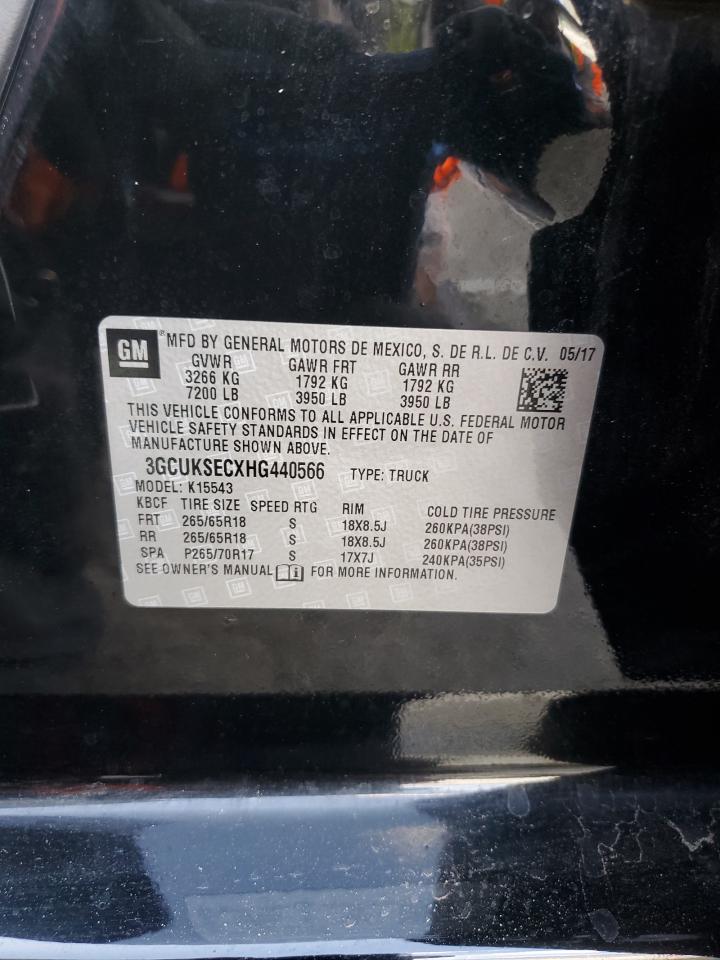 GM ® MFD BY GENERAL MOTORS DE MEXICO, S. DE R.L. DE C.V. 05/17
GVWR GAWR FRT GAWR RR
3266 KG 1792 KG 1792 KG
7200 LB 3950 LB 3950 LB
THIS VEHICLE CONFORMS TO ALL APPLICABLE U.S. FEDERAL MOTOR
VEHICLE SAFETY STANDARDS IN EFFECT ON THE DATE OF
MANUFACTURE SHOWN ABOVE.
3GCUKSECXHG440566 TYPE: TRUCK
MODEL: K15543
KBCF TIRE SIZE SPEED RTG RIM COLD TIRE PRESSURE
FRT 265/65R18 S 18X8.5J 260KPA(38PSI)
RR 265/65R18 S 18X8.5J 260KPA(38PSI)
SPA P265/70R17 S 17X7J 240KPA(35PSI)
SEE OWNER'S MANUAL FOR MORE INFORMATION.